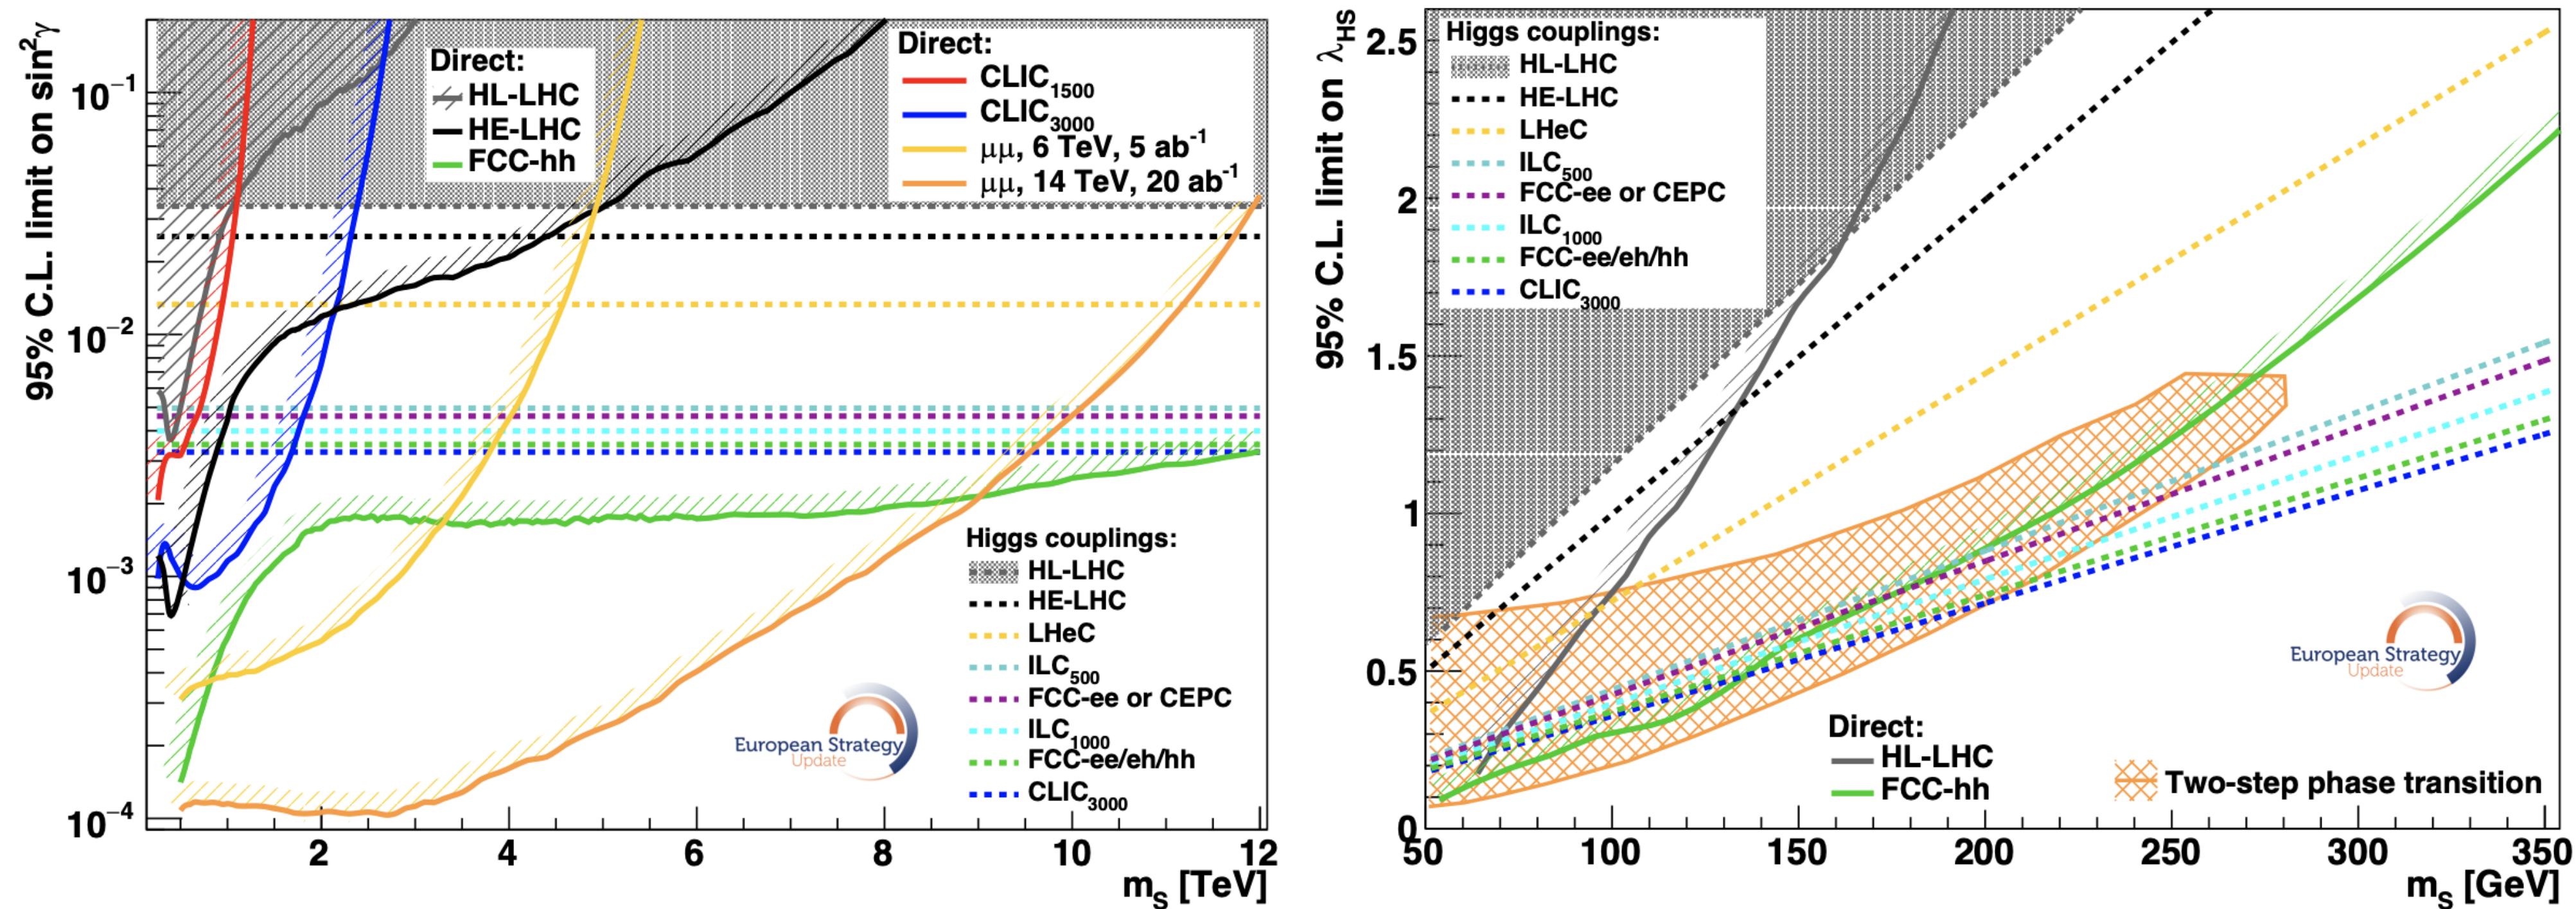 95% C.L. limit on sin²γ
10⁻¹
10⁻²
10⁻³
10⁻⁴
Direct:
HL-LHC
HE-LHC
FCC-hh
Direct:
CLIC₁₅₀₀
CLIC₃₀₀₀
μμ, 6 TeV, 5 ab⁻¹
μμ, 14 TeV, 20 ab⁻¹
Higgs couplings:
HL-LHC
HE-LHC
LHeC
ILC₅₀₀
FCC-ee or CEPC
ILC₁₀₀₀
FCC-ee/eh/hh
CLIC₃₀₀₀
European Strategy
Update
2 4 6 8 10 12
mₛ [TeV]
95% C.L. limit on λHS
2.5
2
1.5
1
0.5
0
Higgs couplings:
HL-LHC
HE-LHC
LHeC
ILC₅₀₀
FCC-ee or CEPC
ILC₁₀₀₀
FCC-ee/eh/hh
CLIC₃₀₀₀
European Strategy
Update
Direct:
HL-LHC
FCC-hh
Two-step phase transition
50 100 150 200 250 300 350
mₛ [GeV]